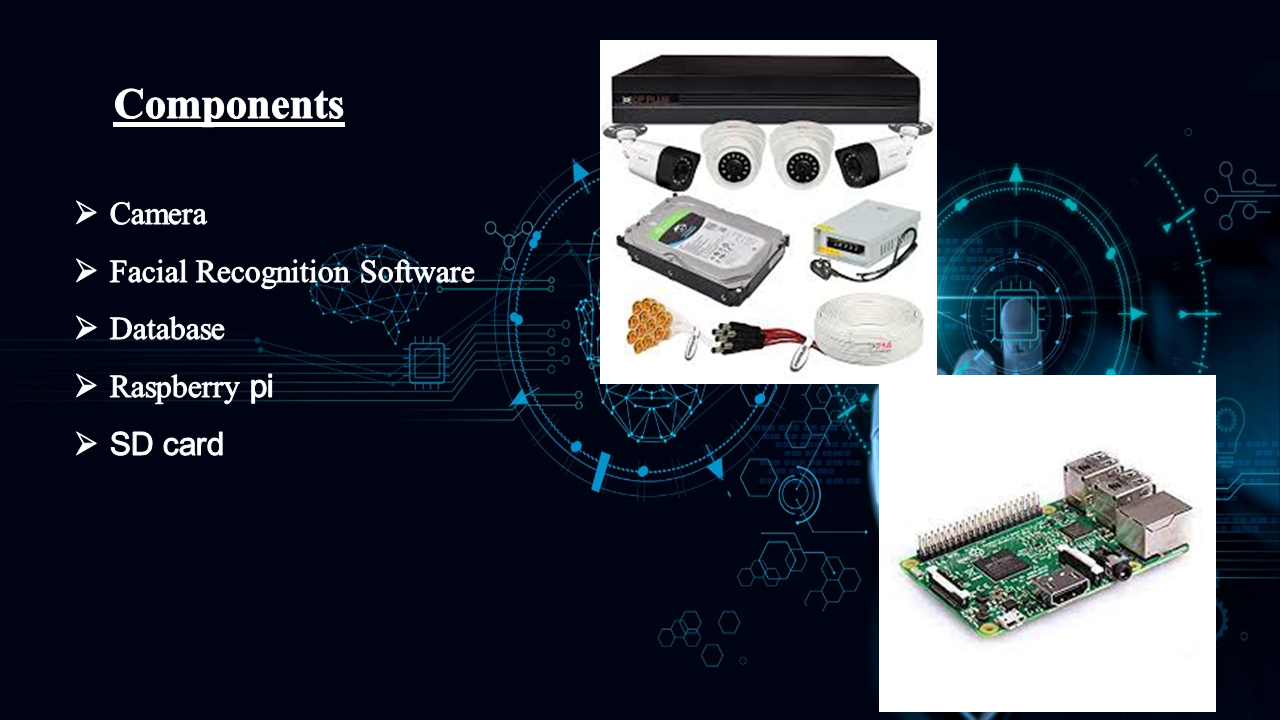 Components
➢ Camera
➢ Facial Recognition Software
➢ Database
➢ Raspberry pi
➢ SD card